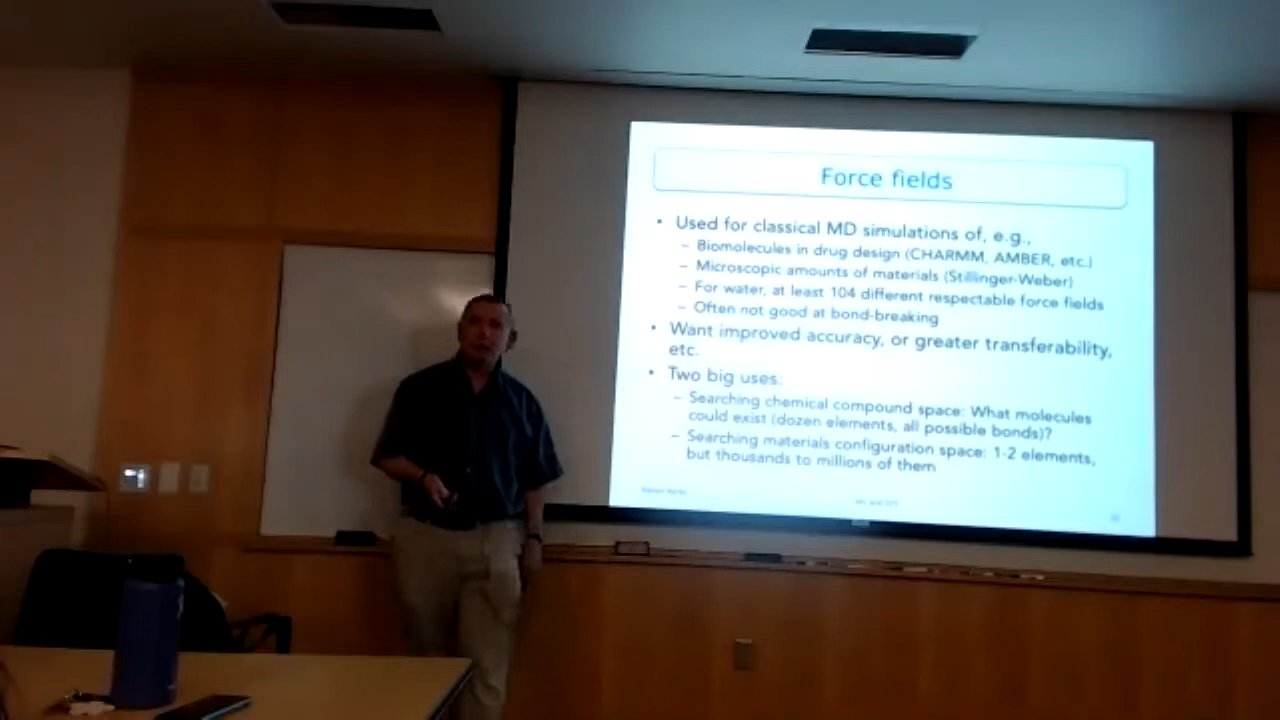 Force fields
• Used for classical MD simulations of, e.g.,
– Biomolecules in drug design (CHARMM, AMBER, etc.)
– Microscopic amounts of materials (Stillinger-Weber)
– For water, at least 104 different respectable force fields
– Often not good at bond-breaking
• Want improved accuracy, or greater transferability,
etc.
• Two big uses:
– Searching chemical compound space: What molecules
could exist (dozen elements, all possible bonds)?
– Searching materials configuration space: 1-2 elements,
but thousands to millions of them